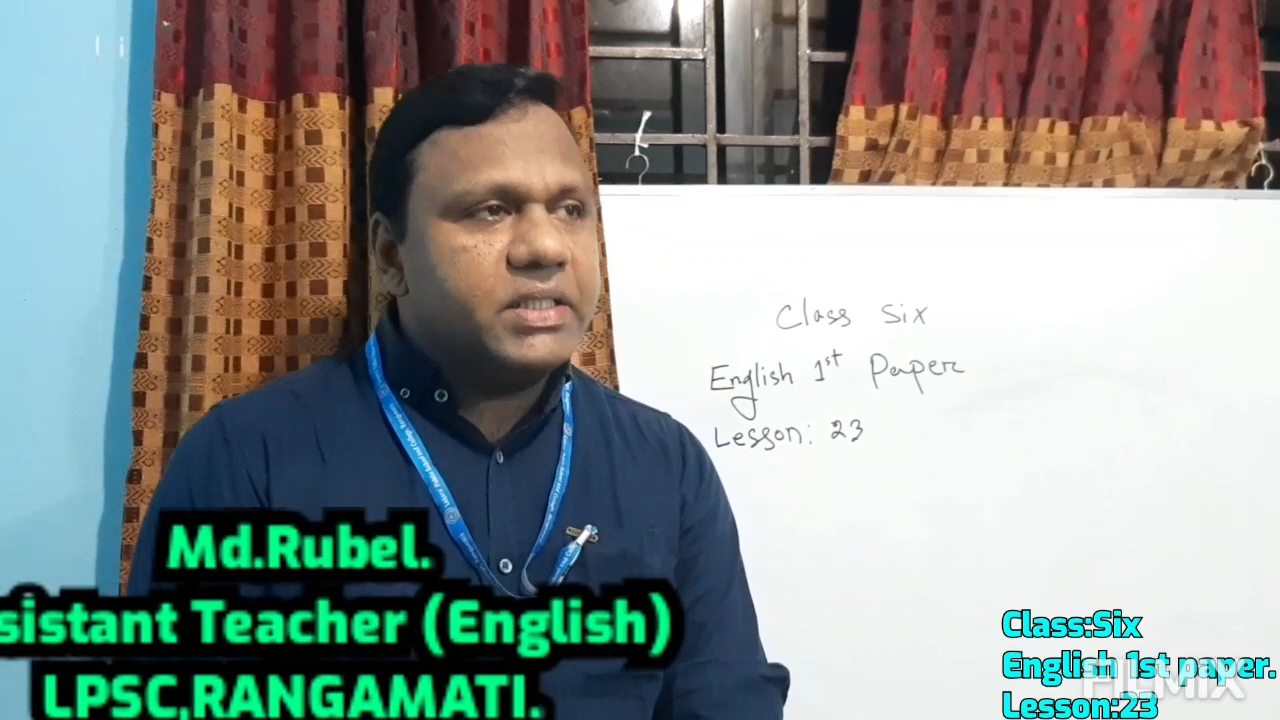 Class Six
English 1st Paper
Lesson: 23
Md.Rubel.
sistant Teacher (English)
LPSC,RANGAMATI.
Class:Six
English 1st paper.
Lesson:23
FILMIX